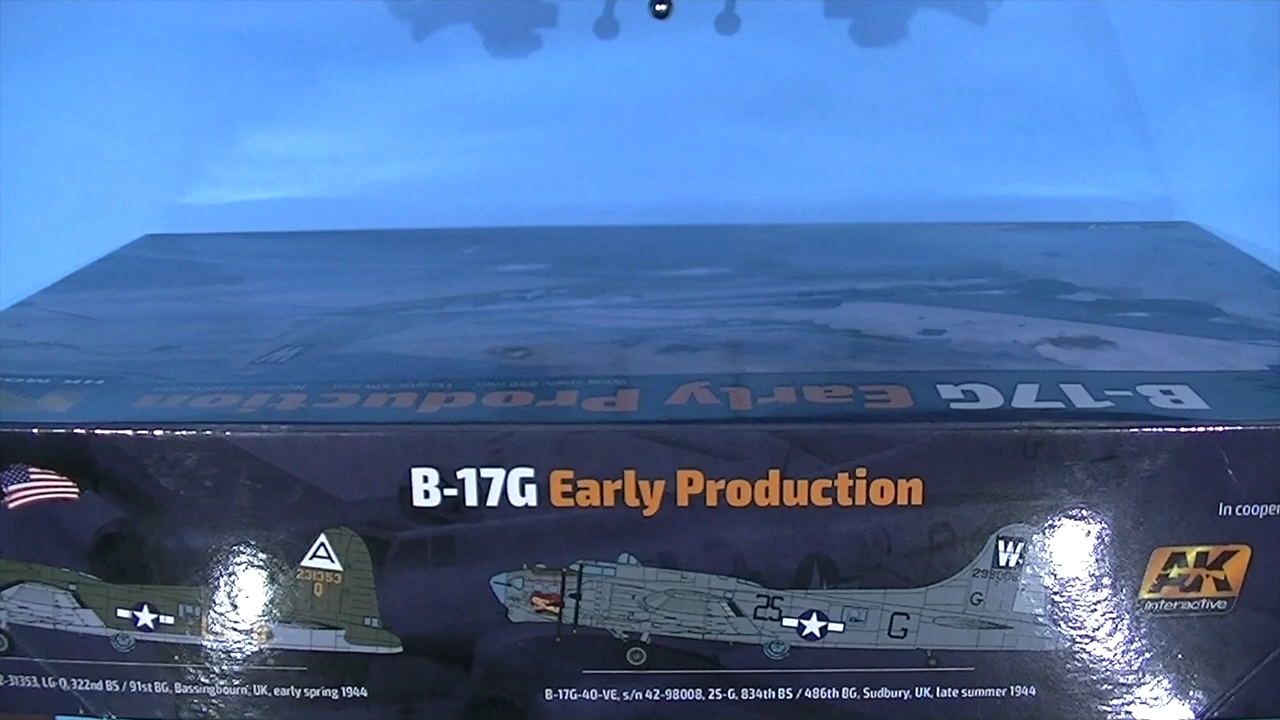 B-17G Early Production
B-17G Early Production
In cooper
A
231353
Q
W
298008
G
25
G
AK
interactive
2-31353, LG-Q, 322nd BS / 91st BG, Bassingbourn, UK, early spring 1944
B-17G-40-VE, s/n 42-98008, 2S-G, 834th BS / 486th BG, Sudbury, UK, late summer 1944